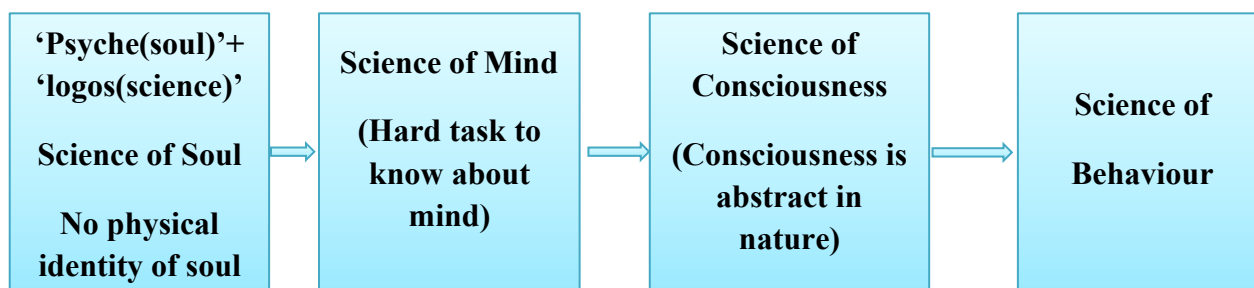 ‘Psyche(soul)’+
‘logos(science)’
Science of Soul
No physical
identity of soul
Science of Mind
(Hard task to
know about
mind)
Science of
Consciousness
(Consciousness is
abstract in
nature)
Science of
Behaviour